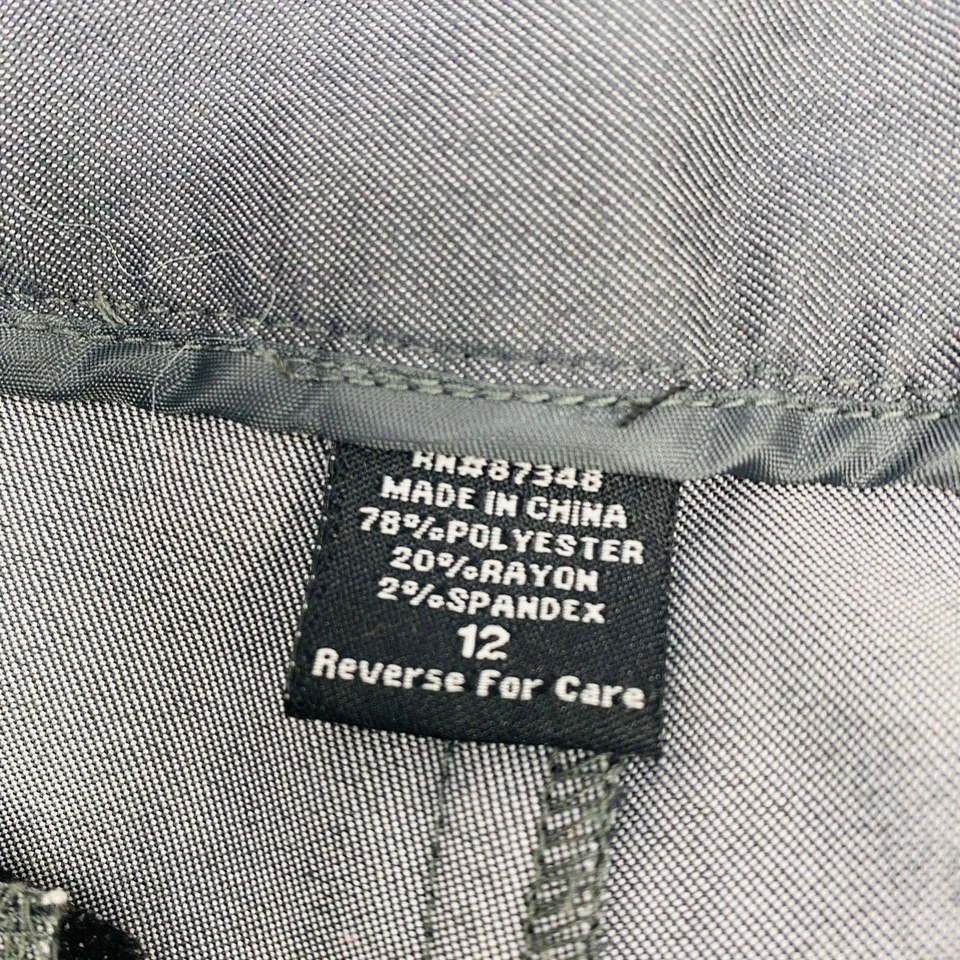 RN#87348
MADE IN CHINA
78%POLYESTER
20%RAYON
2%SPANDEX
12
Reverse For Care